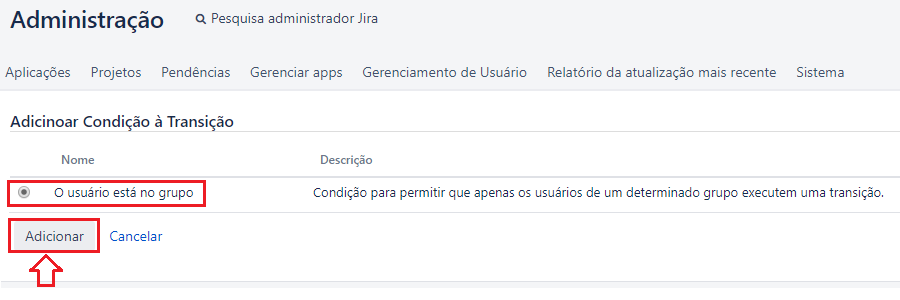 Administração Pesquisa administrador Jira
Aplicações Projetos Pendências Gerenciar apps Gerenciamento de Usuário Relatório da atualização mais recente Sistema
Adicinoar Condição à Transição
Nome Descrição
O usuário está no grupo Condição para permitir que apenas os usuários de um determinado grupo executem uma transição.
Adicionar Cancelar